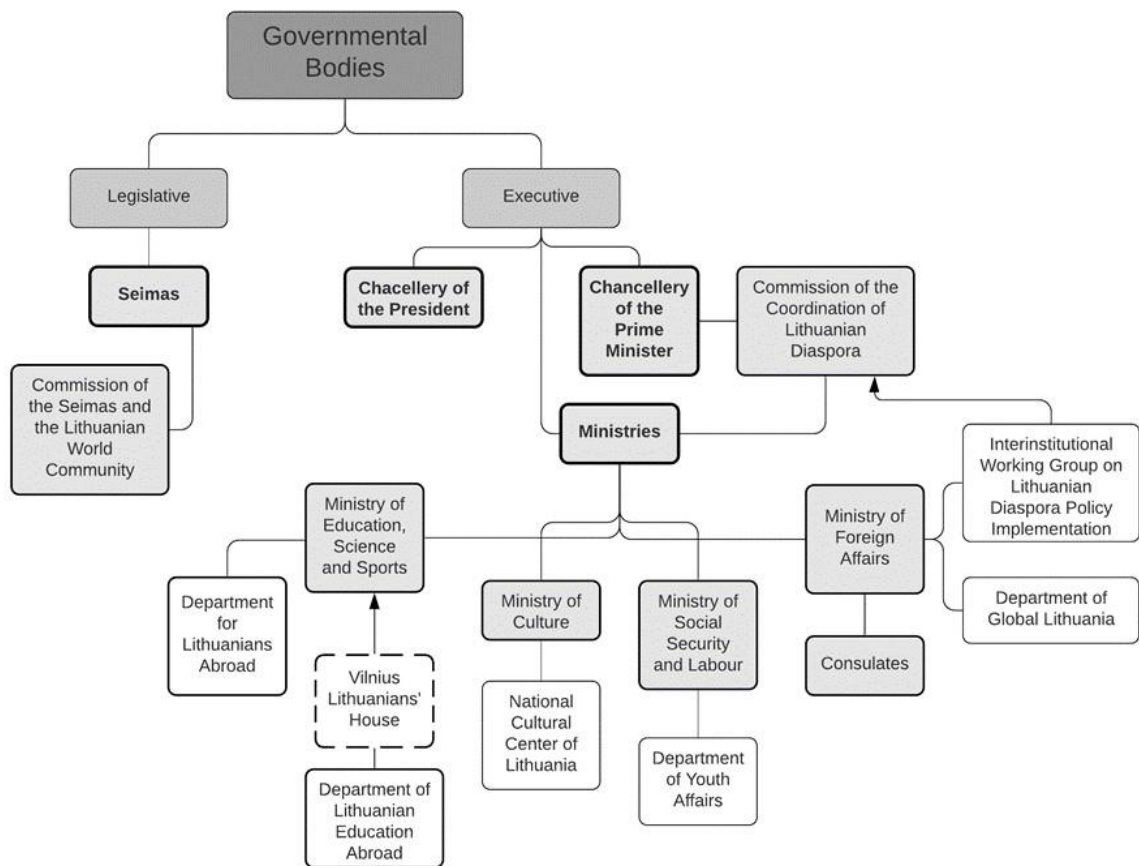 Governmental
Bodies
Legislative
Executive
Seimas
Chacellery of
the President
Chancellery
of the
Prime
Minister
Commission of the
Coordination of
Lithuanian
Diaspora
Commission of
the Seimas and
the Lithuanian
World
Community
Ministries
Interinstitutional
Working Group on
Lithuanian
Diaspora Policy
Implementation
Ministry of
Education,
Science
and Sports
Ministry of
Foreign
Affairs
Department
for
Lithuanians
Abroad
Ministry of
Culture
Ministry of
Social
Security
and Labour
Department of
Global Lithuania
Consulates
Vilnius
Lithuanians'
House
National
Cultural
Center of
Lithuania
Department
of Youth
Affairs
Department of
Lithuanian
Education
Abroad